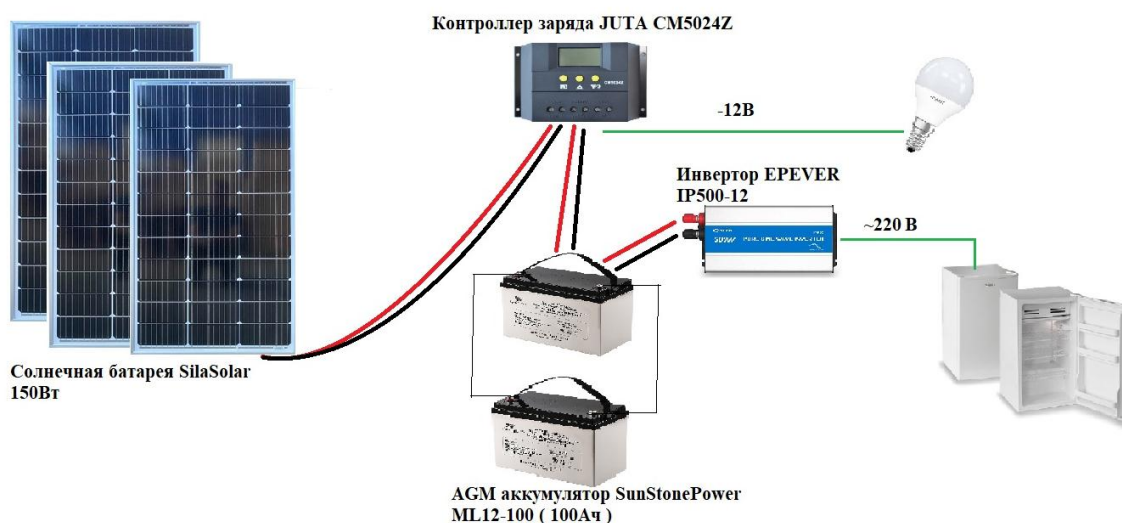 Контроллер заряда JUTA CM5024Z
-12В
Инвертор EPEVER
IP500-12
~220 В
Солнечная батарея SilaSolar
150Вт
AGM аккумулятор SunStonePower
ML12-100 ( 100Ач )